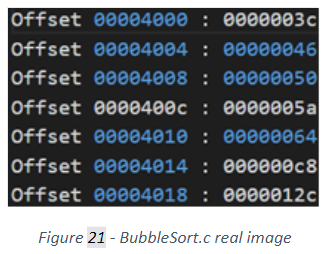 Offset 00004000 : 0000003c
Offset 00004004 : 00000046
Offset 00004008 : 00000050
Offset 0000400c : 0000005a
Offset 00004010 : 00000064
Offset 00004014 : 000000c8
Offset 00004018 : 0000012c
Figure 21 - BubbleSort.c real image